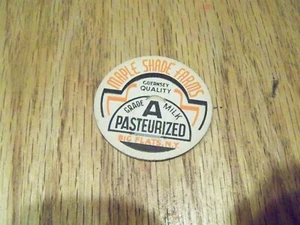 MAPLE SHADE FARMS
GUERNSEY
QUALITY
GRADE A MILK
PASTEURIZED
BIG FLATS, N.Y.